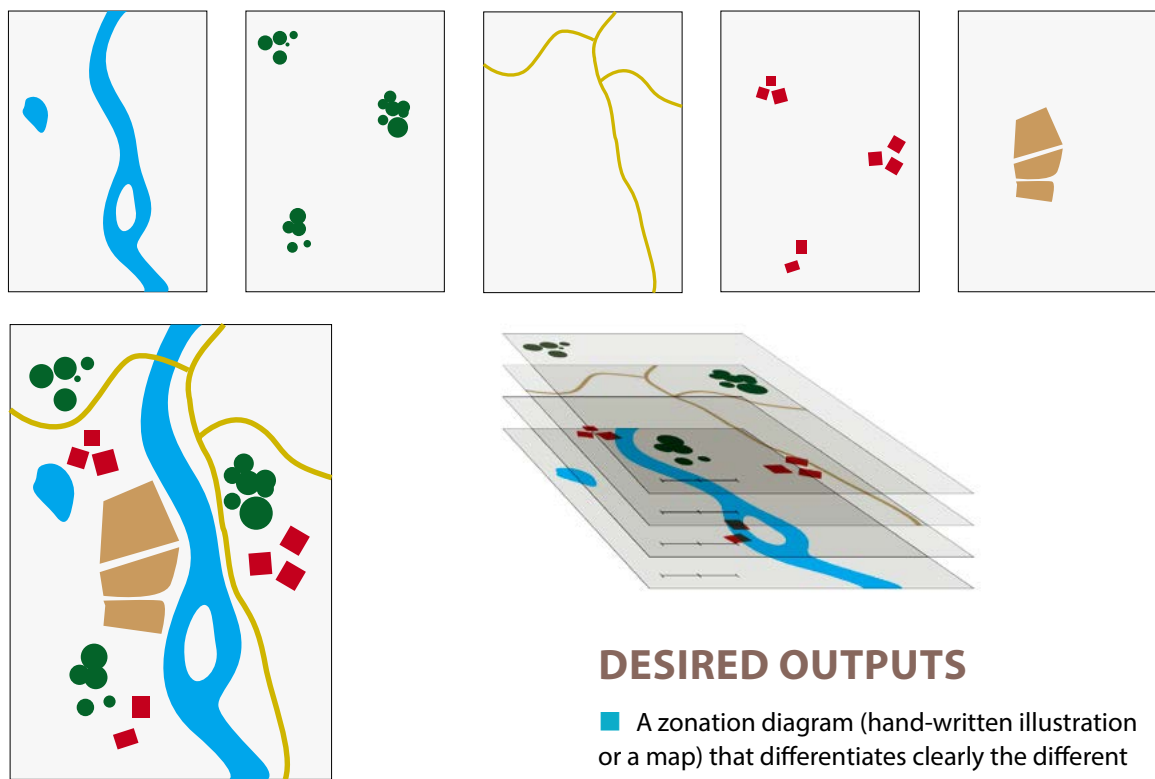 DESIRED OUTPUTS
A zonation diagram (hand-written illustration
or a map) that differentiates clearly the different